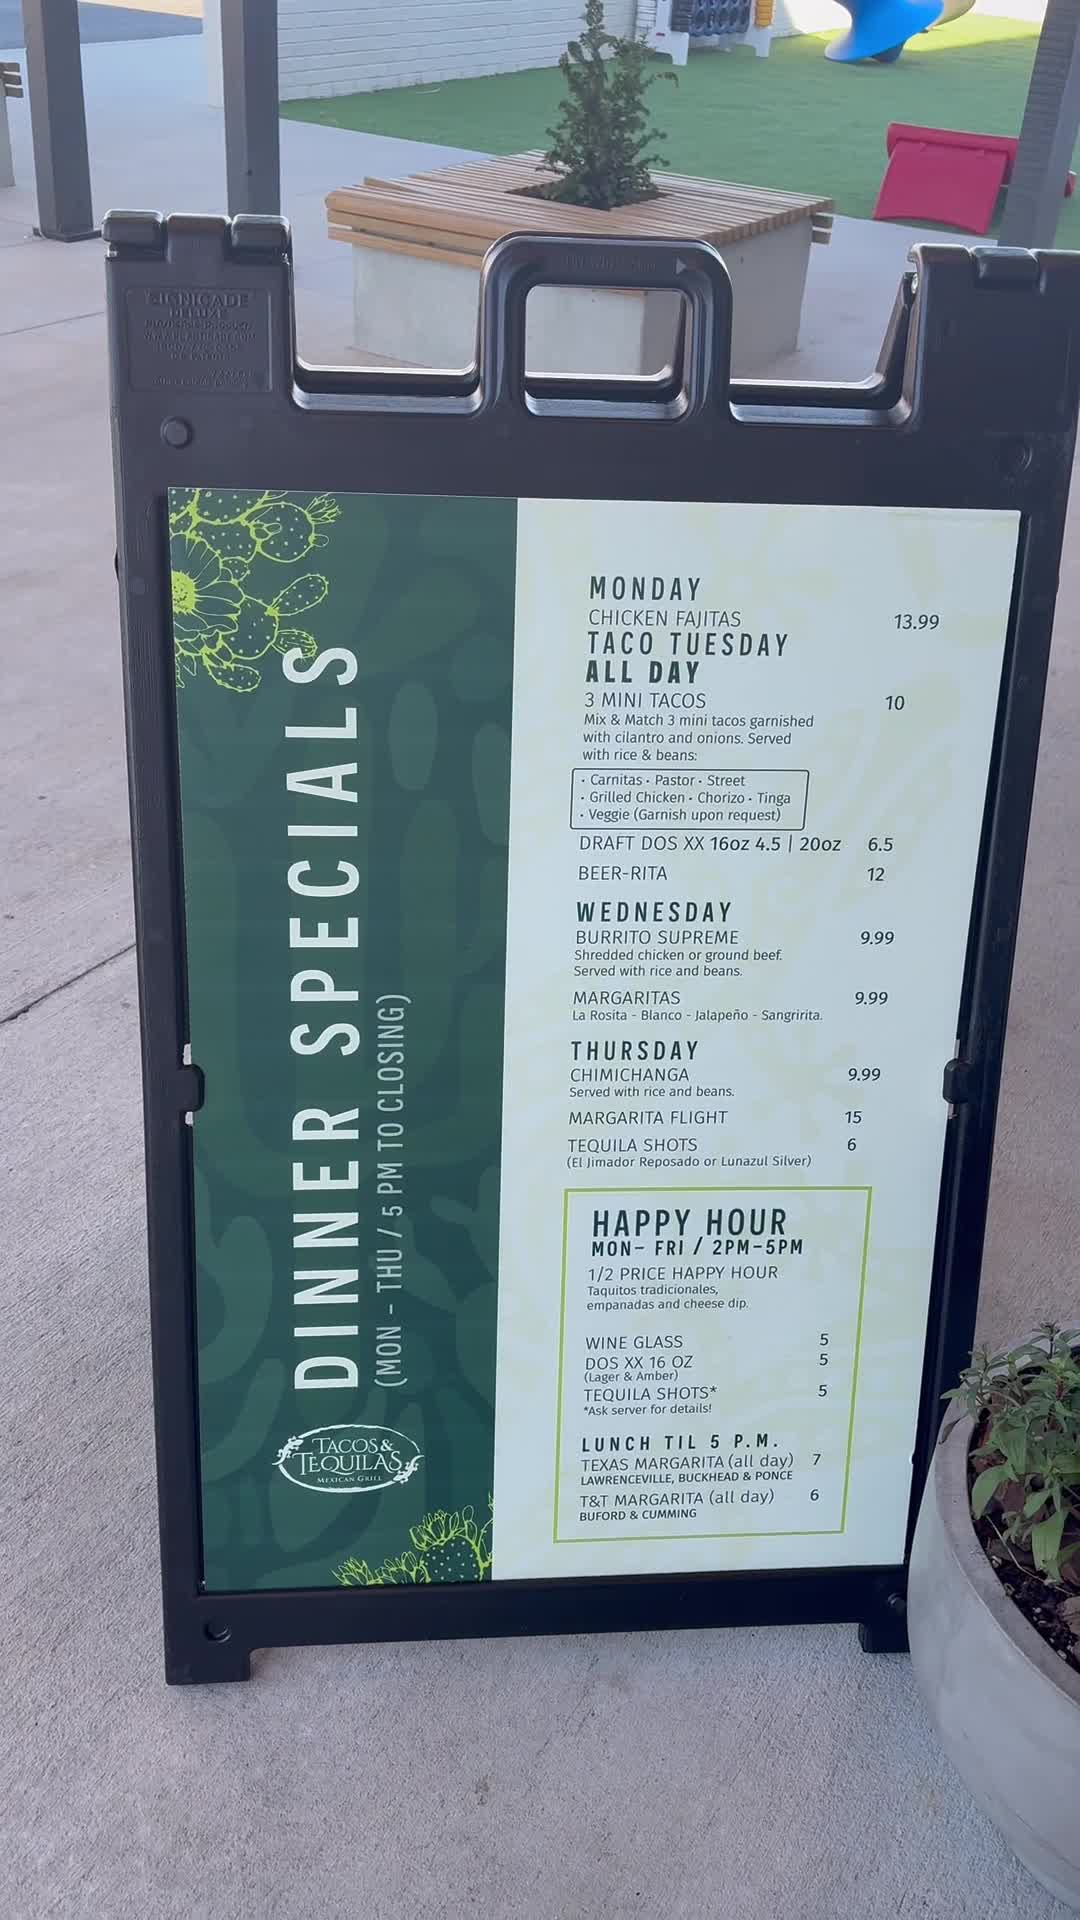 SIGNICADE
DELUXE
DINNER SPECIALS
(MON - THU / 5 PM TO CLOSING)
TACOS &
TEQUILAS
MEXICAN GRILL
MONDAY
CHICKEN FAJITAS 13.99
TACO TUESDAY
ALL DAY
3 MINI TACOS 10
Mix & Match 3 mini tacos garnished
with cilantro and onions. Served
with rice & beans:
· Carnitas · Pastor · Street
· Grilled Chicken · Chorizo · Tinga
· Veggie (Garnish upon request)
DRAFT DOS XX 16oz 4.5 | 20oz 6.5
BEER-RITA 12
WEDNESDAY
BURRITO SUPREME 9.99
Shredded chicken or ground beef.
Served with rice and beans.
MARGARITAS 9.99
La Rosita - Blanco - Jalapeño - Sangririta.
THURSDAY
CHIMICHANGA 9.99
Served with rice and beans.
MARGARITA FLIGHT 15
TEQUILA SHOTS 6
(El Jimador Reposado or Lunazul Silver)
HAPPY HOUR
MON- FRI / 2PM-5PM
1/2 PRICE HAPPY HOUR
Taquitos tradicionales,
empanadas and cheese dip.
WINE GLASS 5
DOS XX 16 OZ 5
(Lager & Amber)
TEQUILA SHOTS* 5
*Ask server for details!
LUNCH TIL 5 P.M.
TEXAS MARGARITA (all day) 7
LAWRENCEVILLE, BUCKHEAD & PONCE
T&T MARGARITA (all day) 6
BUFORD & CUMMING